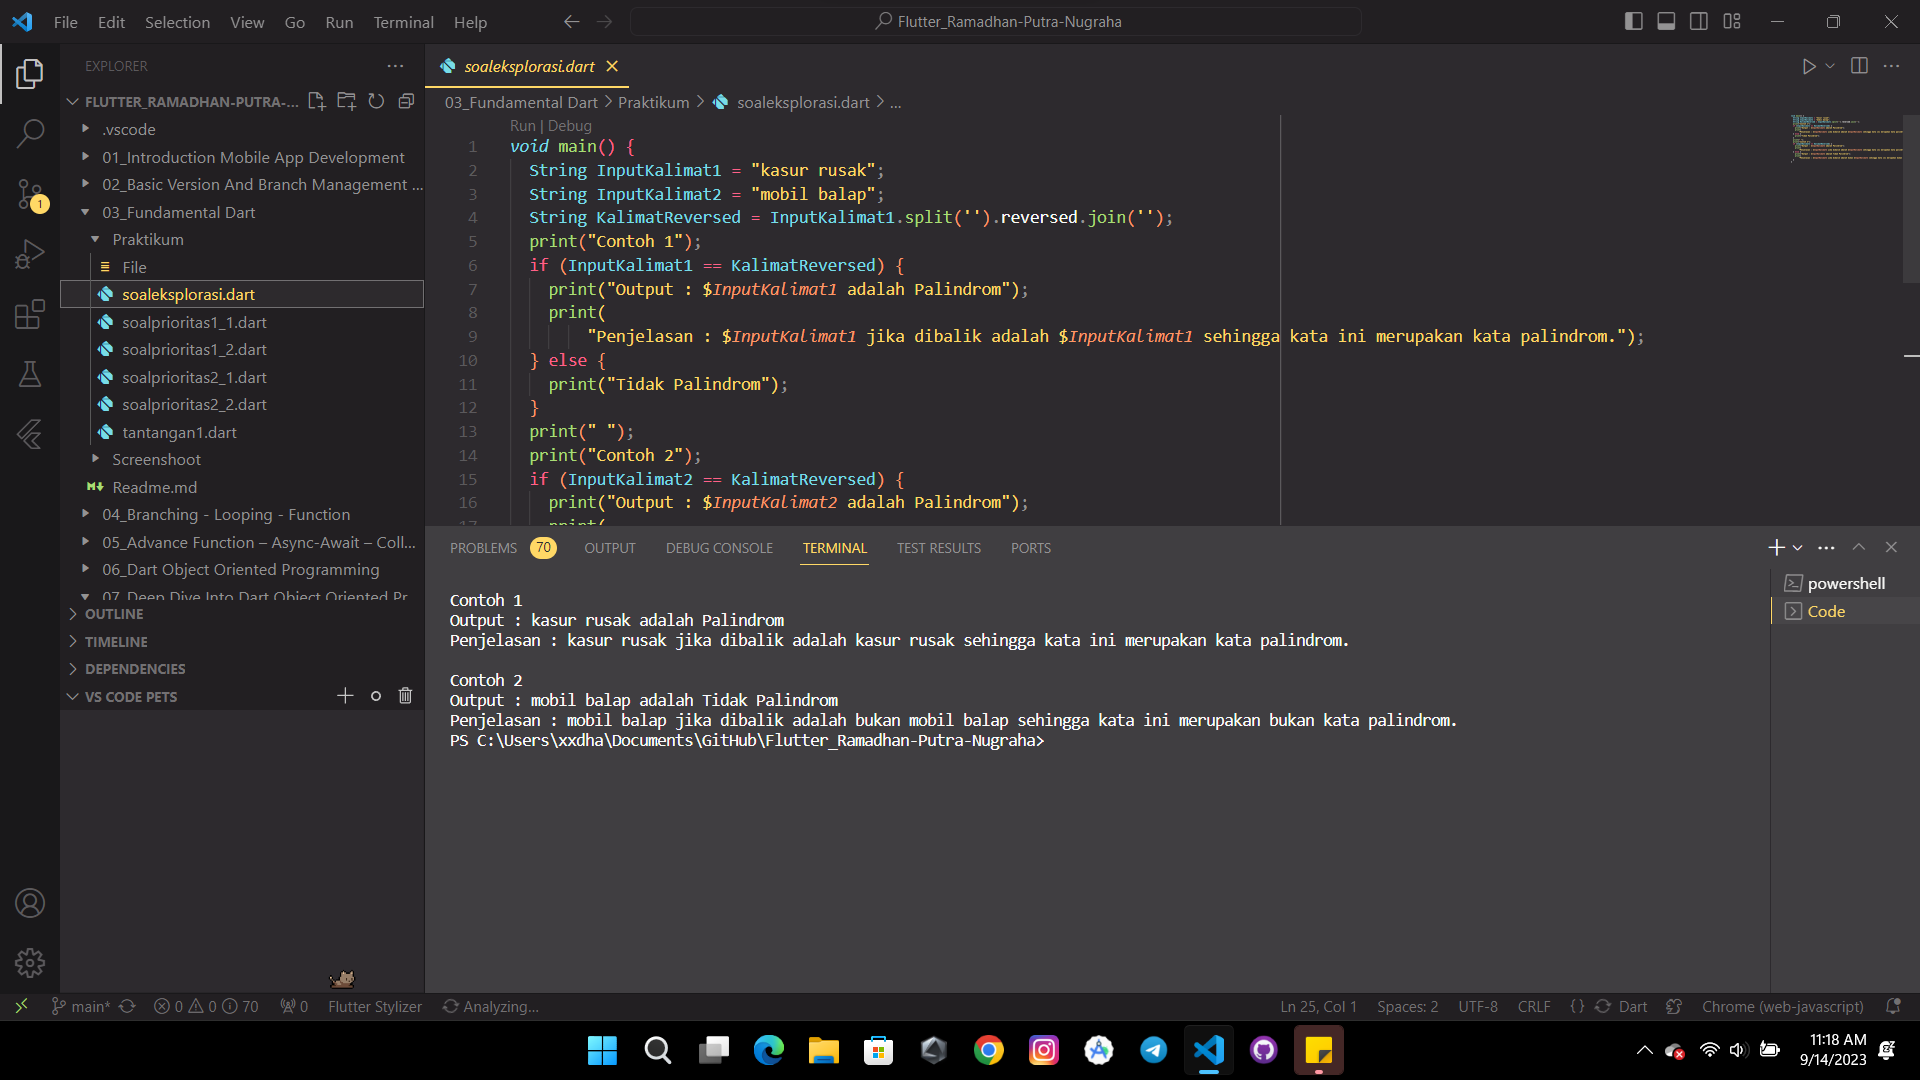 File Edit Selection View Go Run Terminal Help
Flutter_Ramadhan-Putra-Nugraha
EXPLORER
FLUTTER_RAMADHAN-PUTRA-...
.vscode
01_Introduction Mobile App Development
02_Basic Version And Branch Management ...
03_Fundamental Dart
Praktikum
File
soaleksplorasi.dart
soalprioritas1_1.dart
soalprioritas1_2.dart
soalprioritas2_1.dart
soalprioritas2_2.dart
tantangan1.dart
Screenshoot
Readme.md
04_Branching - Looping - Function
05_Advance Function – Async-Await – Coll...
06_Dart Object Oriented Programming
07_Deep Dive Into Dart Object Oriented Pr
OUTLINE
TIMELINE
DEPENDENCIES
VS CODE PETS
1
soaleksplorasi.dart
03_Fundamental Dart > Praktikum > soaleksplorasi.dart > ...
Run | Debug
1 void main() {
2 String InputKalimat1 = "kasur rusak";
3 String InputKalimat2 = "mobil balap";
4 String KalimatReversed = InputKalimat1.split('').reversed.join('');
5 print("Contoh 1");
6 if (InputKalimat1 == KalimatReversed) {
7 print("Output : $InputKalimat1 adalah Palindrom");
8 print(
9 "Penjelasan : $InputKalimat1 jika dibalik adalah $InputKalimat1 sehingga kata ini merupakan kata palindrom.");
10 } else {
11 print("Tidak Palindrom");
12 }
13 print(" ");
14 print("Contoh 2");
15 if (InputKalimat2 == KalimatReversed) {
16 print("Output : $InputKalimat2 adalah Palindrom");
17 print(
PROBLEMS 70 OUTPUT DEBUG CONSOLE TERMINAL TEST RESULTS PORTS
Contoh 1
Output : kasur rusak adalah Palindrom
Penjelasan : kasur rusak jika dibalik adalah kasur rusak sehingga kata ini merupakan kata palindrom.
Contoh 2
Output : mobil balap adalah Tidak Palindrom
Penjelasan : mobil balap jika dibalik adalah bukan mobil balap sehingga kata ini merupakan bukan kata palindrom.
PS C:\Users\xxdha\Documents\GitHub\Flutter_Ramadhan-Putra-Nugraha>
powershell
Code
main* 0 0 70 0 Flutter Stylizer Analyzing... Ln 25, Col 1 Spaces: 2 UTF-8 CRLF {} Dart Chrome (web-javascript)
11:18 AM
9/14/2023